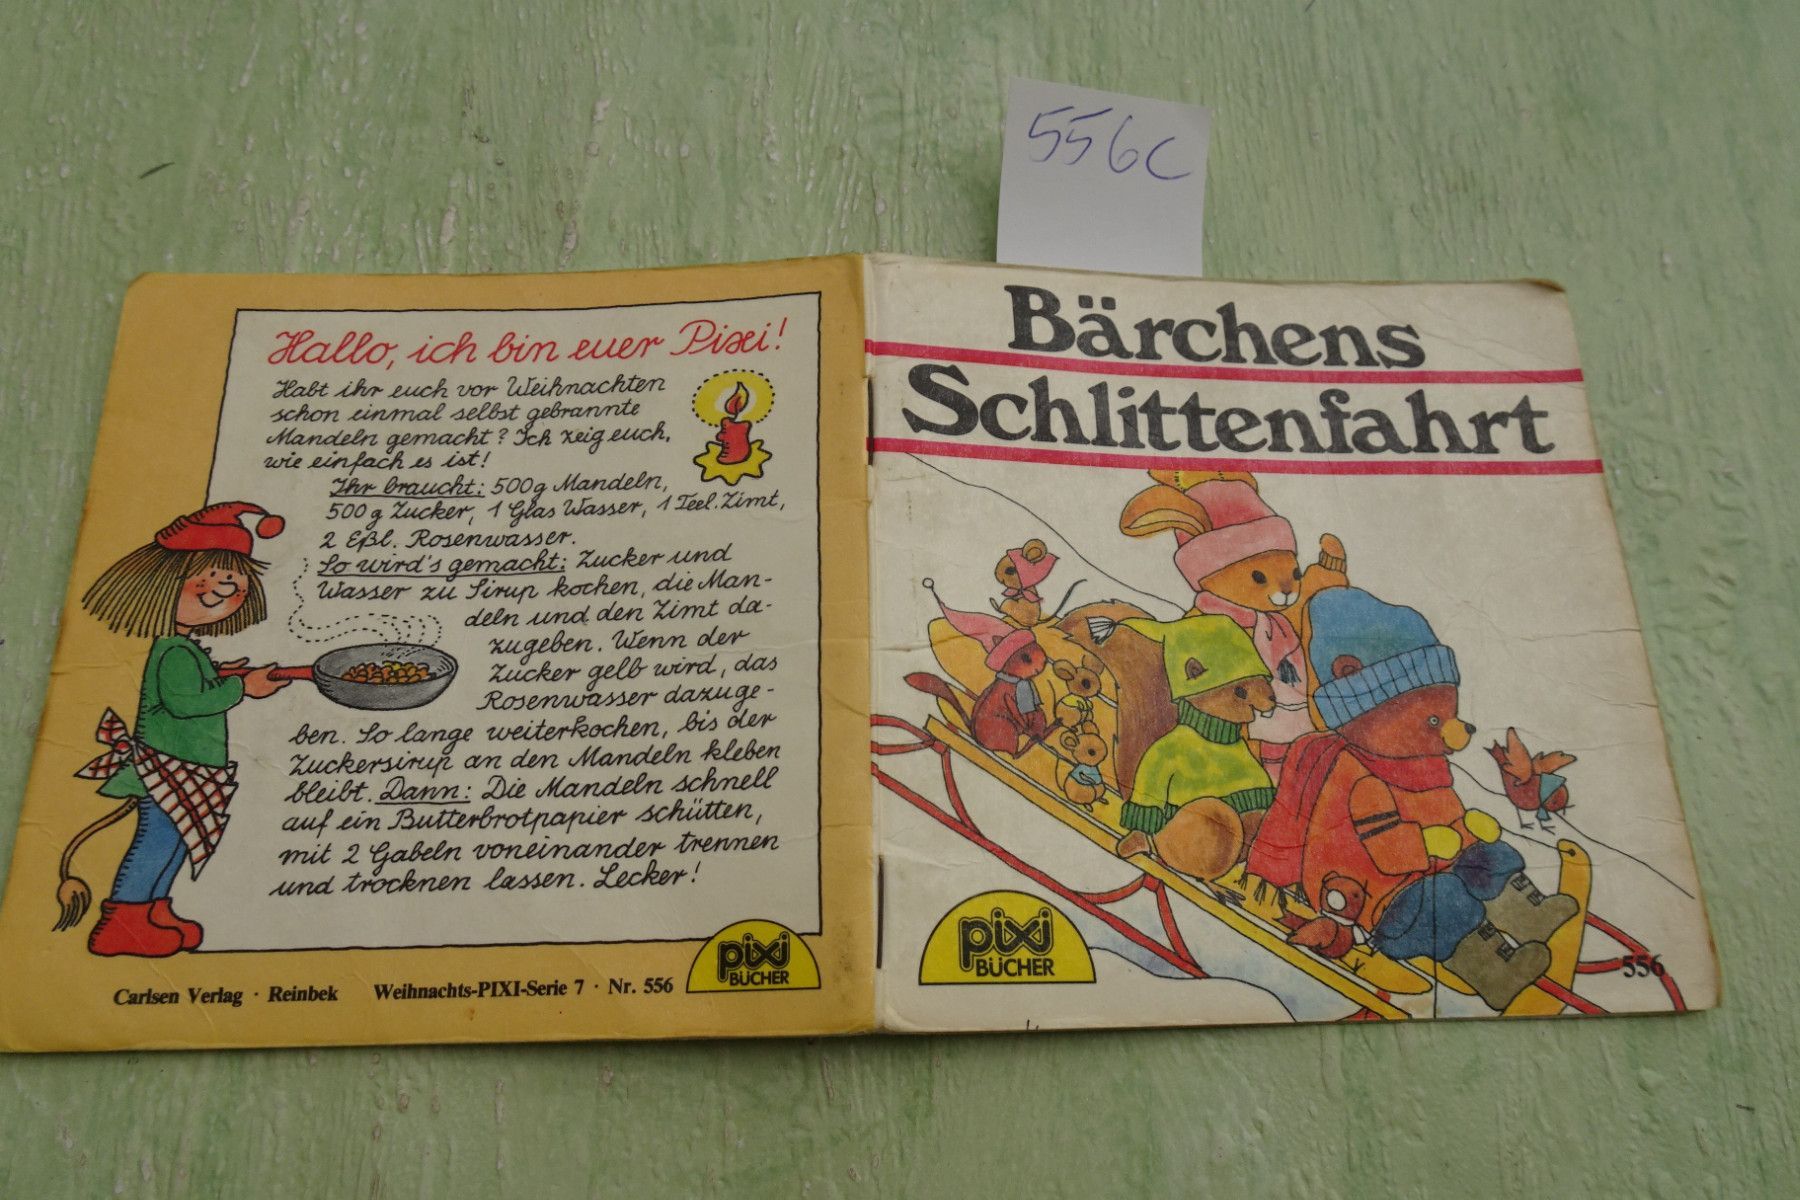 556c
Hallo, ich bin euer Pixi!
Habt ihr euch vor Weihnachten
schon einmal selbst gebrannte
Mandeln gemacht? Ich zeig euch,
wie einfach es ist!
Ihr braucht: 500g Mandeln,
500 g Zucker, 1 Glas Wasser, 1 Teel. Zimt,
2 Eßl. Rosenwasser.
So wird's gemacht: Zucker und
Wasser zu Sirup kochen, die Man-
deln und den Zimt da-
zugeben. Wenn der
Zucker gelb wird, das
Rosenwasser dazuge-
ben. So lange weiterkochen, bis der
Zuckersirup an den Mandeln kleben
bleibt. Dann: Die Mandeln schnell
auf ein Butterbrotpapier schütten,
mit 2 Gabeln voneinander trennen
und trocknen lassen. Lecker!
pixi
BÜCHER
Carlsen Verlag · Reinbek Weihnachts-PIXI-Serie 7 · Nr. 556
Bärchens
Schlittenfahrt
pixi
BÜCHER
556